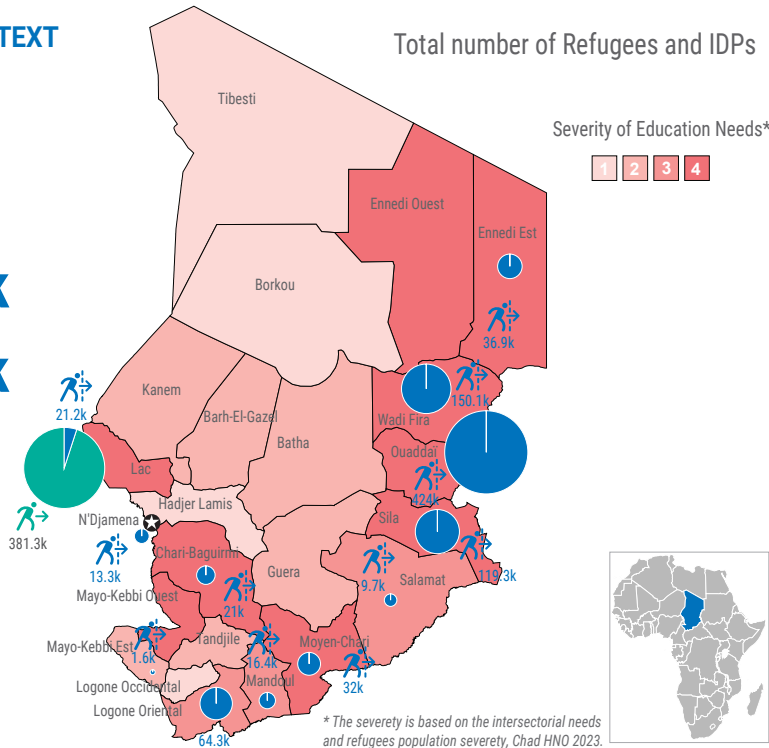 TEXT
Total number of Refugees and IDPs
Severity of Education Needs*
1 2 3 4
K
K
Tibesti
Ennedi Ouest
Ennedi Est
36.9k
Borkou
Kanem
Barh-El-Gazel
Batha
Wadi Fira
150.1k
Ouaddaï
424k
21.2k
Lac
381.3k
Hadjer Lamis
N'Djamena
13.3k
Chari-Baguirmi
21k
Sila
119.3k
Guera
9.7k
Salamat
Mayo-Kebbi Ouest
Mayo-Kebbi Est
1.6k
Tandjile
16.4k
Moyen-Chari
32k
Mandoul
Logone Occidental
Logone Oriental
64.3k
* The severety is based on the intersectorial needs
and refugees population severety, Chad HNO 2023.